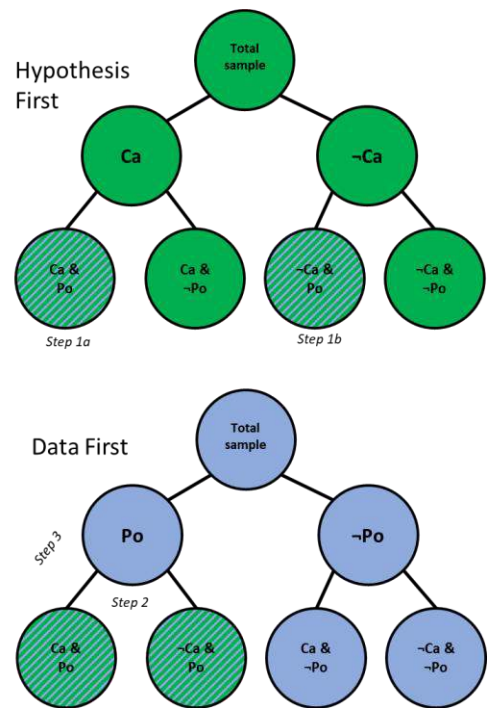 Total
sample
Hypothesis
First
Ca
¬Ca
Ca &
Po
Ca &
¬Po
¬Ca &
Po
¬Ca &
¬Po
Step 1a
Step 1b
Total
sample
Data First
Po
¬Po
Step 3
Step 2
Ca &
Po
¬Ca &
Po
Ca &
¬Po
¬Ca &
¬Po